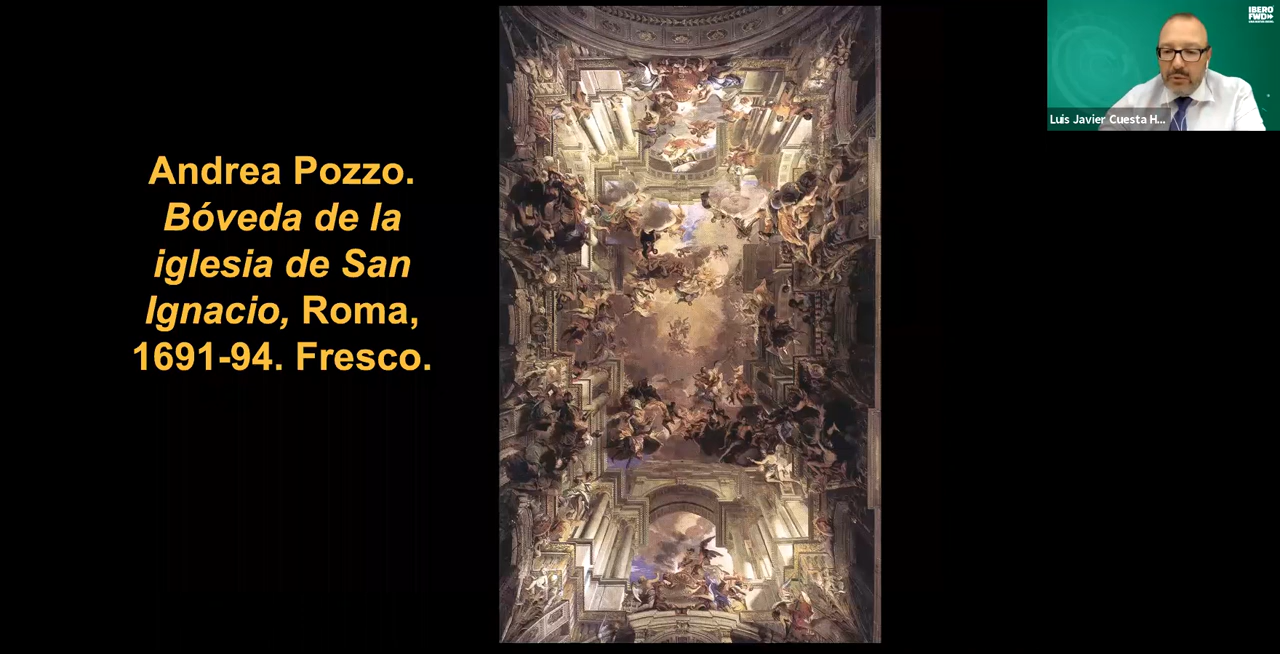 Andrea Pozzo.
Bóveda de la
iglesia de San
Ignacio, Roma,
1691-94. Fresco.
IBERO
FWD
Luis Javier Cuesta H...